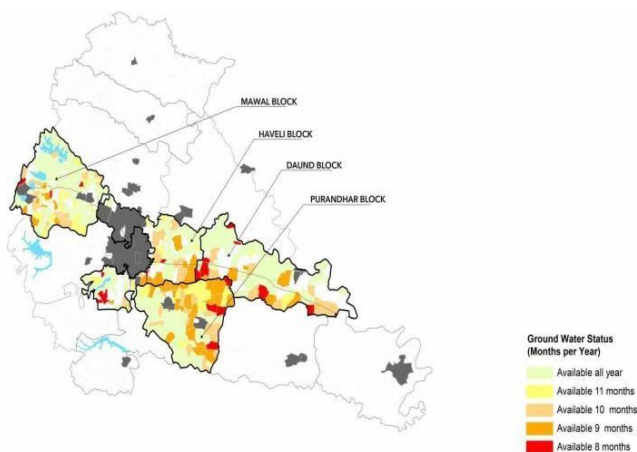 MAWAL BLOCK
HAVELI BLOCK
DAUND BLOCK
PURANDHAR BLOCK
Ground Water Status
(Months per Year)
Available all year
Available 11 months
Available 10 months
Available 9 months
Available 8 months